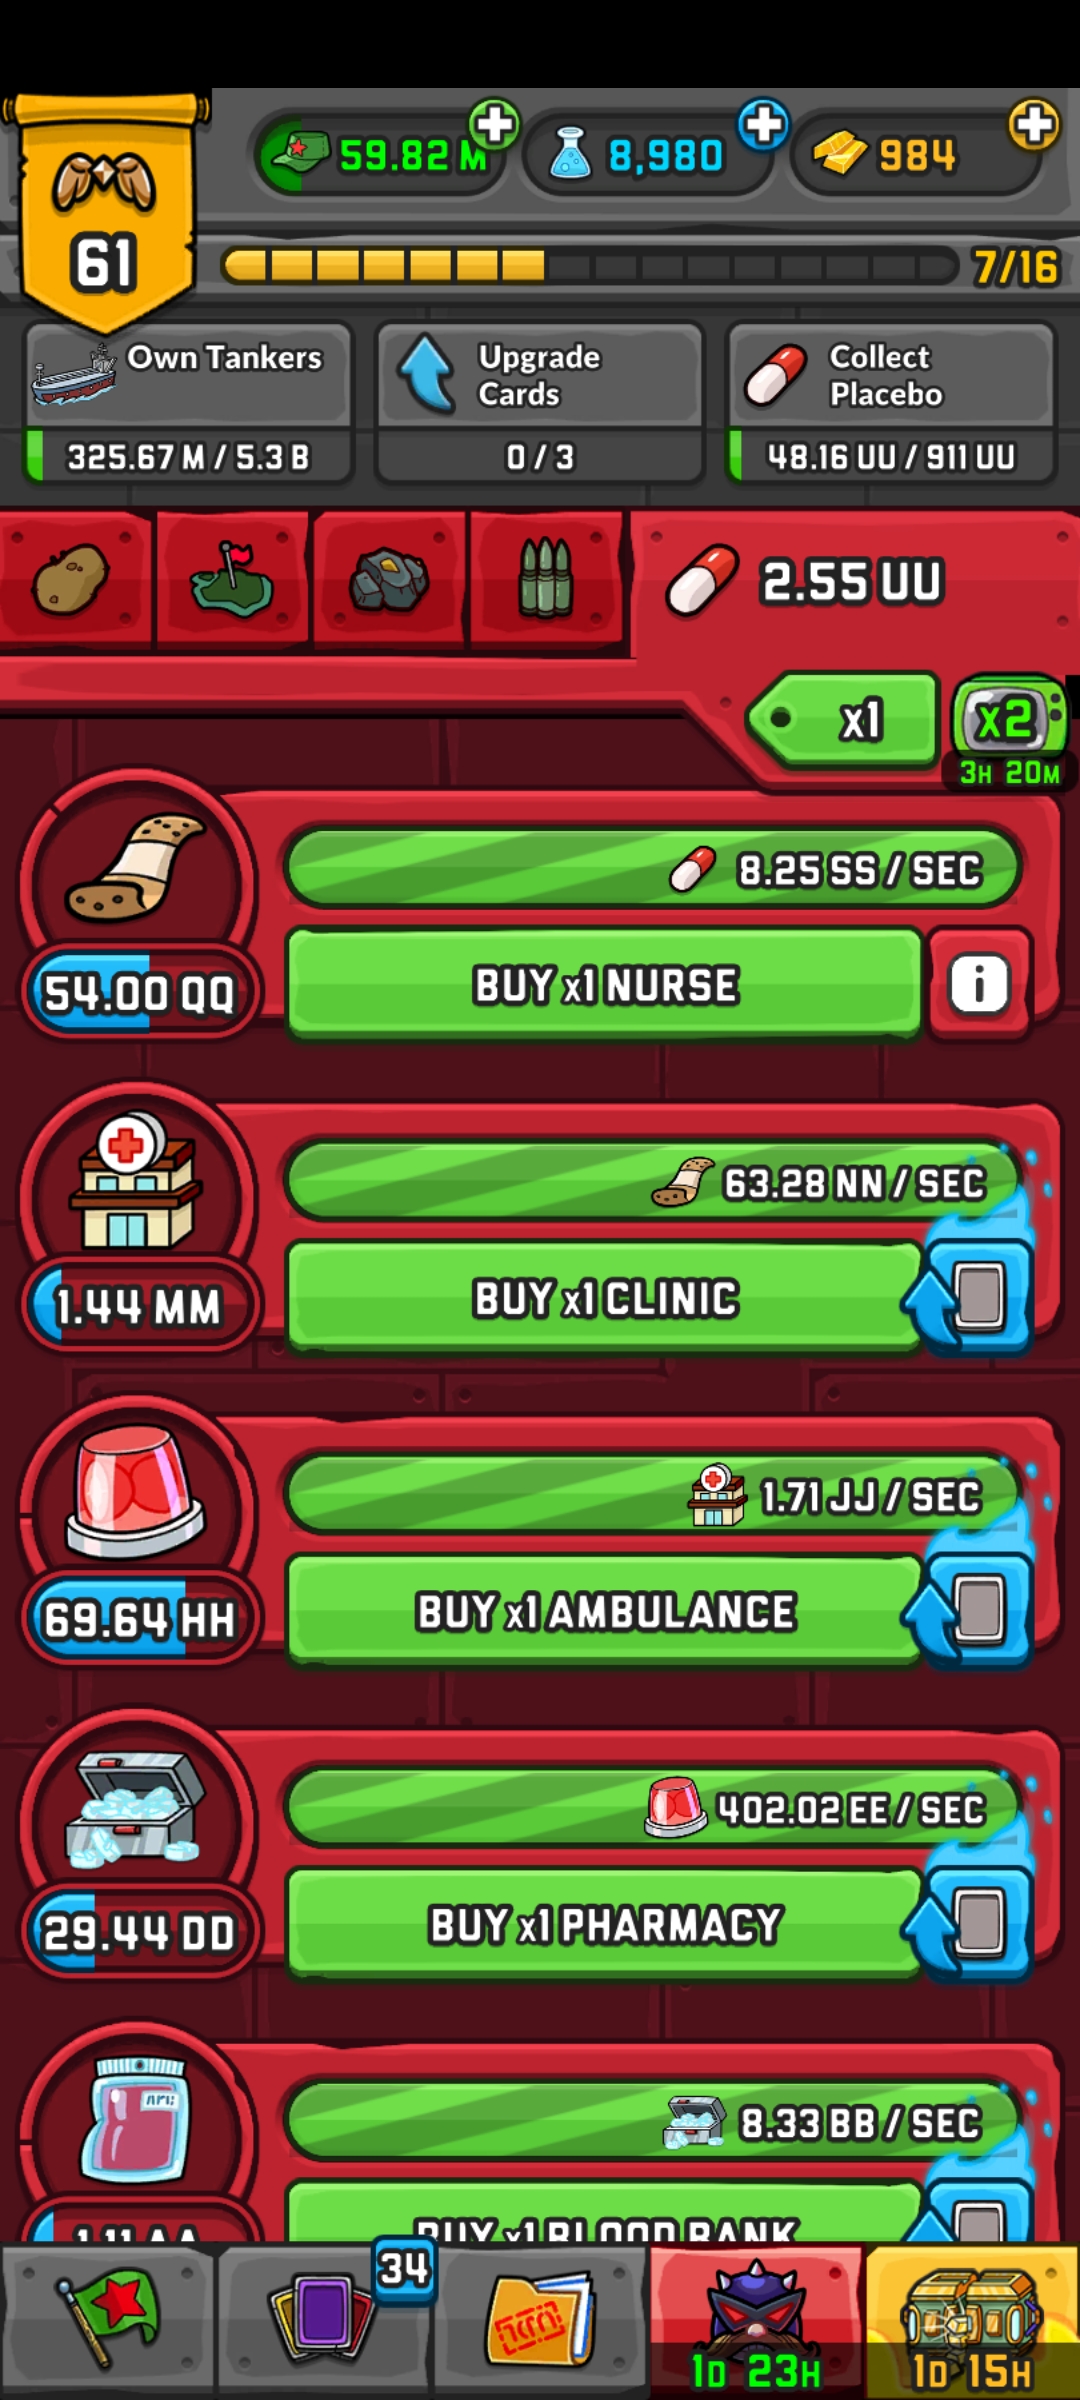 59.82 M
8,980
984
61
7/16
Own Tankers
325.67 M / 5.3 B
Upgrade
Cards
0 / 3
Collect
Placebo
48.16 UU / 911 UU
2.55 UU
x1
x2
3H 20M
8.25 SS / SEC
54.00 QQ
BUY x1 NURSE
i
63.28 NN / SEC
1.44 MM
BUY x1 CLINIC
1.71 JJ / SEC
69.64 HH
BUY x1 AMBULANCE
402.02 EE / SEC
29.44 DD
BUY x1 PHARMACY
8.33 BB / SEC
1.11 AA
BUY x1 BLOOD BANK
34
1D 23H
1D 15H